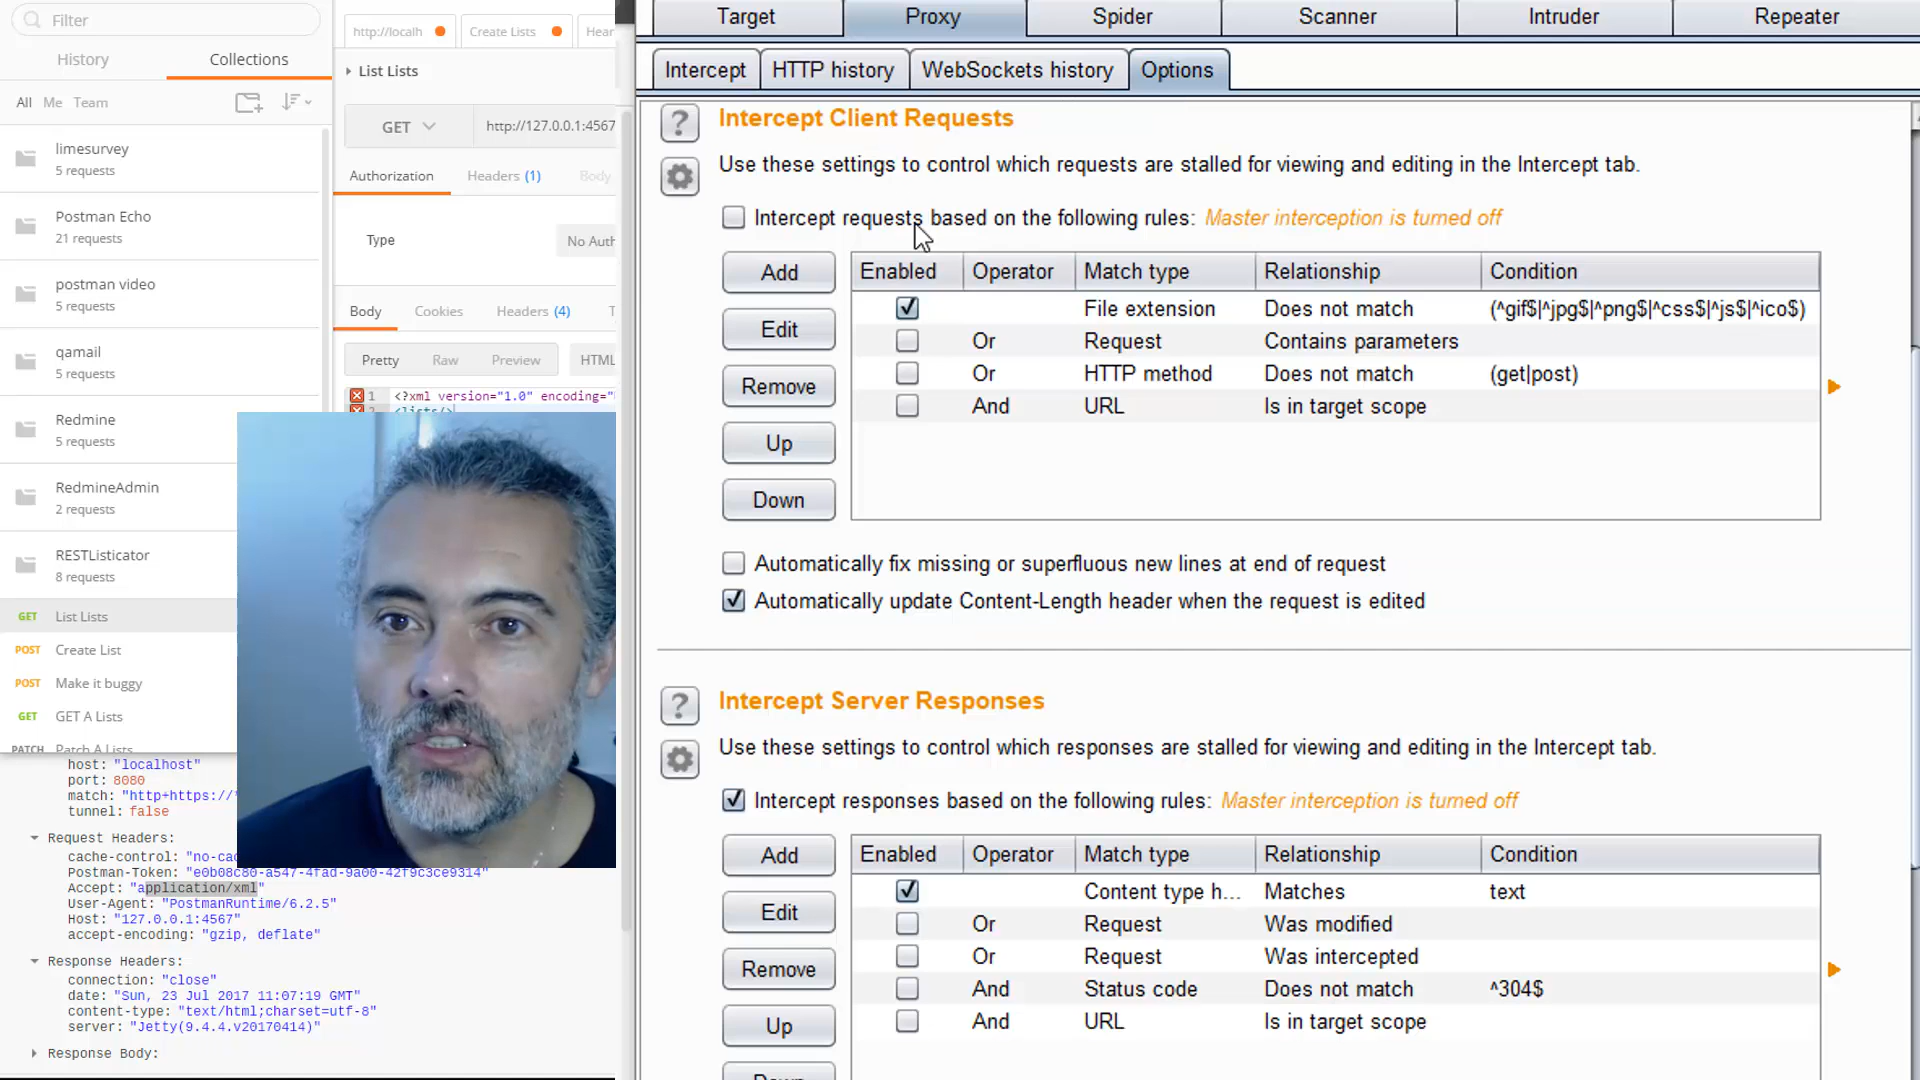 Filter
History
Collections
All
Me
Team
limesurvey
5 requests
Postman Echo
21 requests
postman video
5 requests
qamail
5 requests
Redmine
5 requests
RedmineAdmin
2 requests
RESTListicator
8 requests
GET
List Lists
POST
Create List
POST
Make it buggy
GET
GET A Lists
PATCH
Patch A Lists
http://localh
Create Lists
Hear
List Lists
GET
http://127.0.0.1:4567
Authorization
Headers (1)
Body
Type
No Auth
Body
Cookies
Headers (4)
T
Pretty
Raw
Preview
HTML
1 <?xml version="1.0" encoding="
2 <lists/>
host: "localhost"
port: 8080
match: "http+https://*
tunnel: false
Request Headers:
cache-control: "no-cac
Postman-Token: "e0b08c80-a547-4fad-9a00-42f9c3ce9314"
Accept: "application/xml"
User-Agent: "PostmanRuntime/6.2.5"
Host: "127.0.0.1:4567"
accept-encoding: "gzip, deflate"
Response Headers:
connection: "close"
date: "Sun, 23 Jul 2017 11:07:19 GMT"
content-type: "text/html;charset=utf-8"
server: "Jetty(9.4.4.v20170414)"
Response Body:
Target
Proxy
Spider
Scanner
Intruder
Repeater
Intercept
HTTP history
WebSockets history
Options
?
Intercept Client Requests
Use these settings to control which requests are stalled for viewing and editing in the Intercept tab.
Intercept requests based on the following rules: Master interception is turned off
Add
Edit
Remove
Up
Down
Enabled Operator Match type Relationship Condition
File extension Does not match (^gif$|^jpg$|^png$|^css$|^js$|^ico$)
Or Request Contains parameters
Or HTTP method Does not match (get|post)
And URL Is in target scope
Automatically fix missing or superfluous new lines at end of request
Automatically update Content-Length header when the request is edited
?
Intercept Server Responses
Use these settings to control which responses are stalled for viewing and editing in the Intercept tab.
Intercept responses based on the following rules: Master interception is turned off
Add
Edit
Remove
Up
Down
Enabled Operator Match type Relationship Condition
Content type h... Matches text
Or Request Was modified
Or Request Was intercepted
And Status code Does not match ^304$
And URL Is in target scope